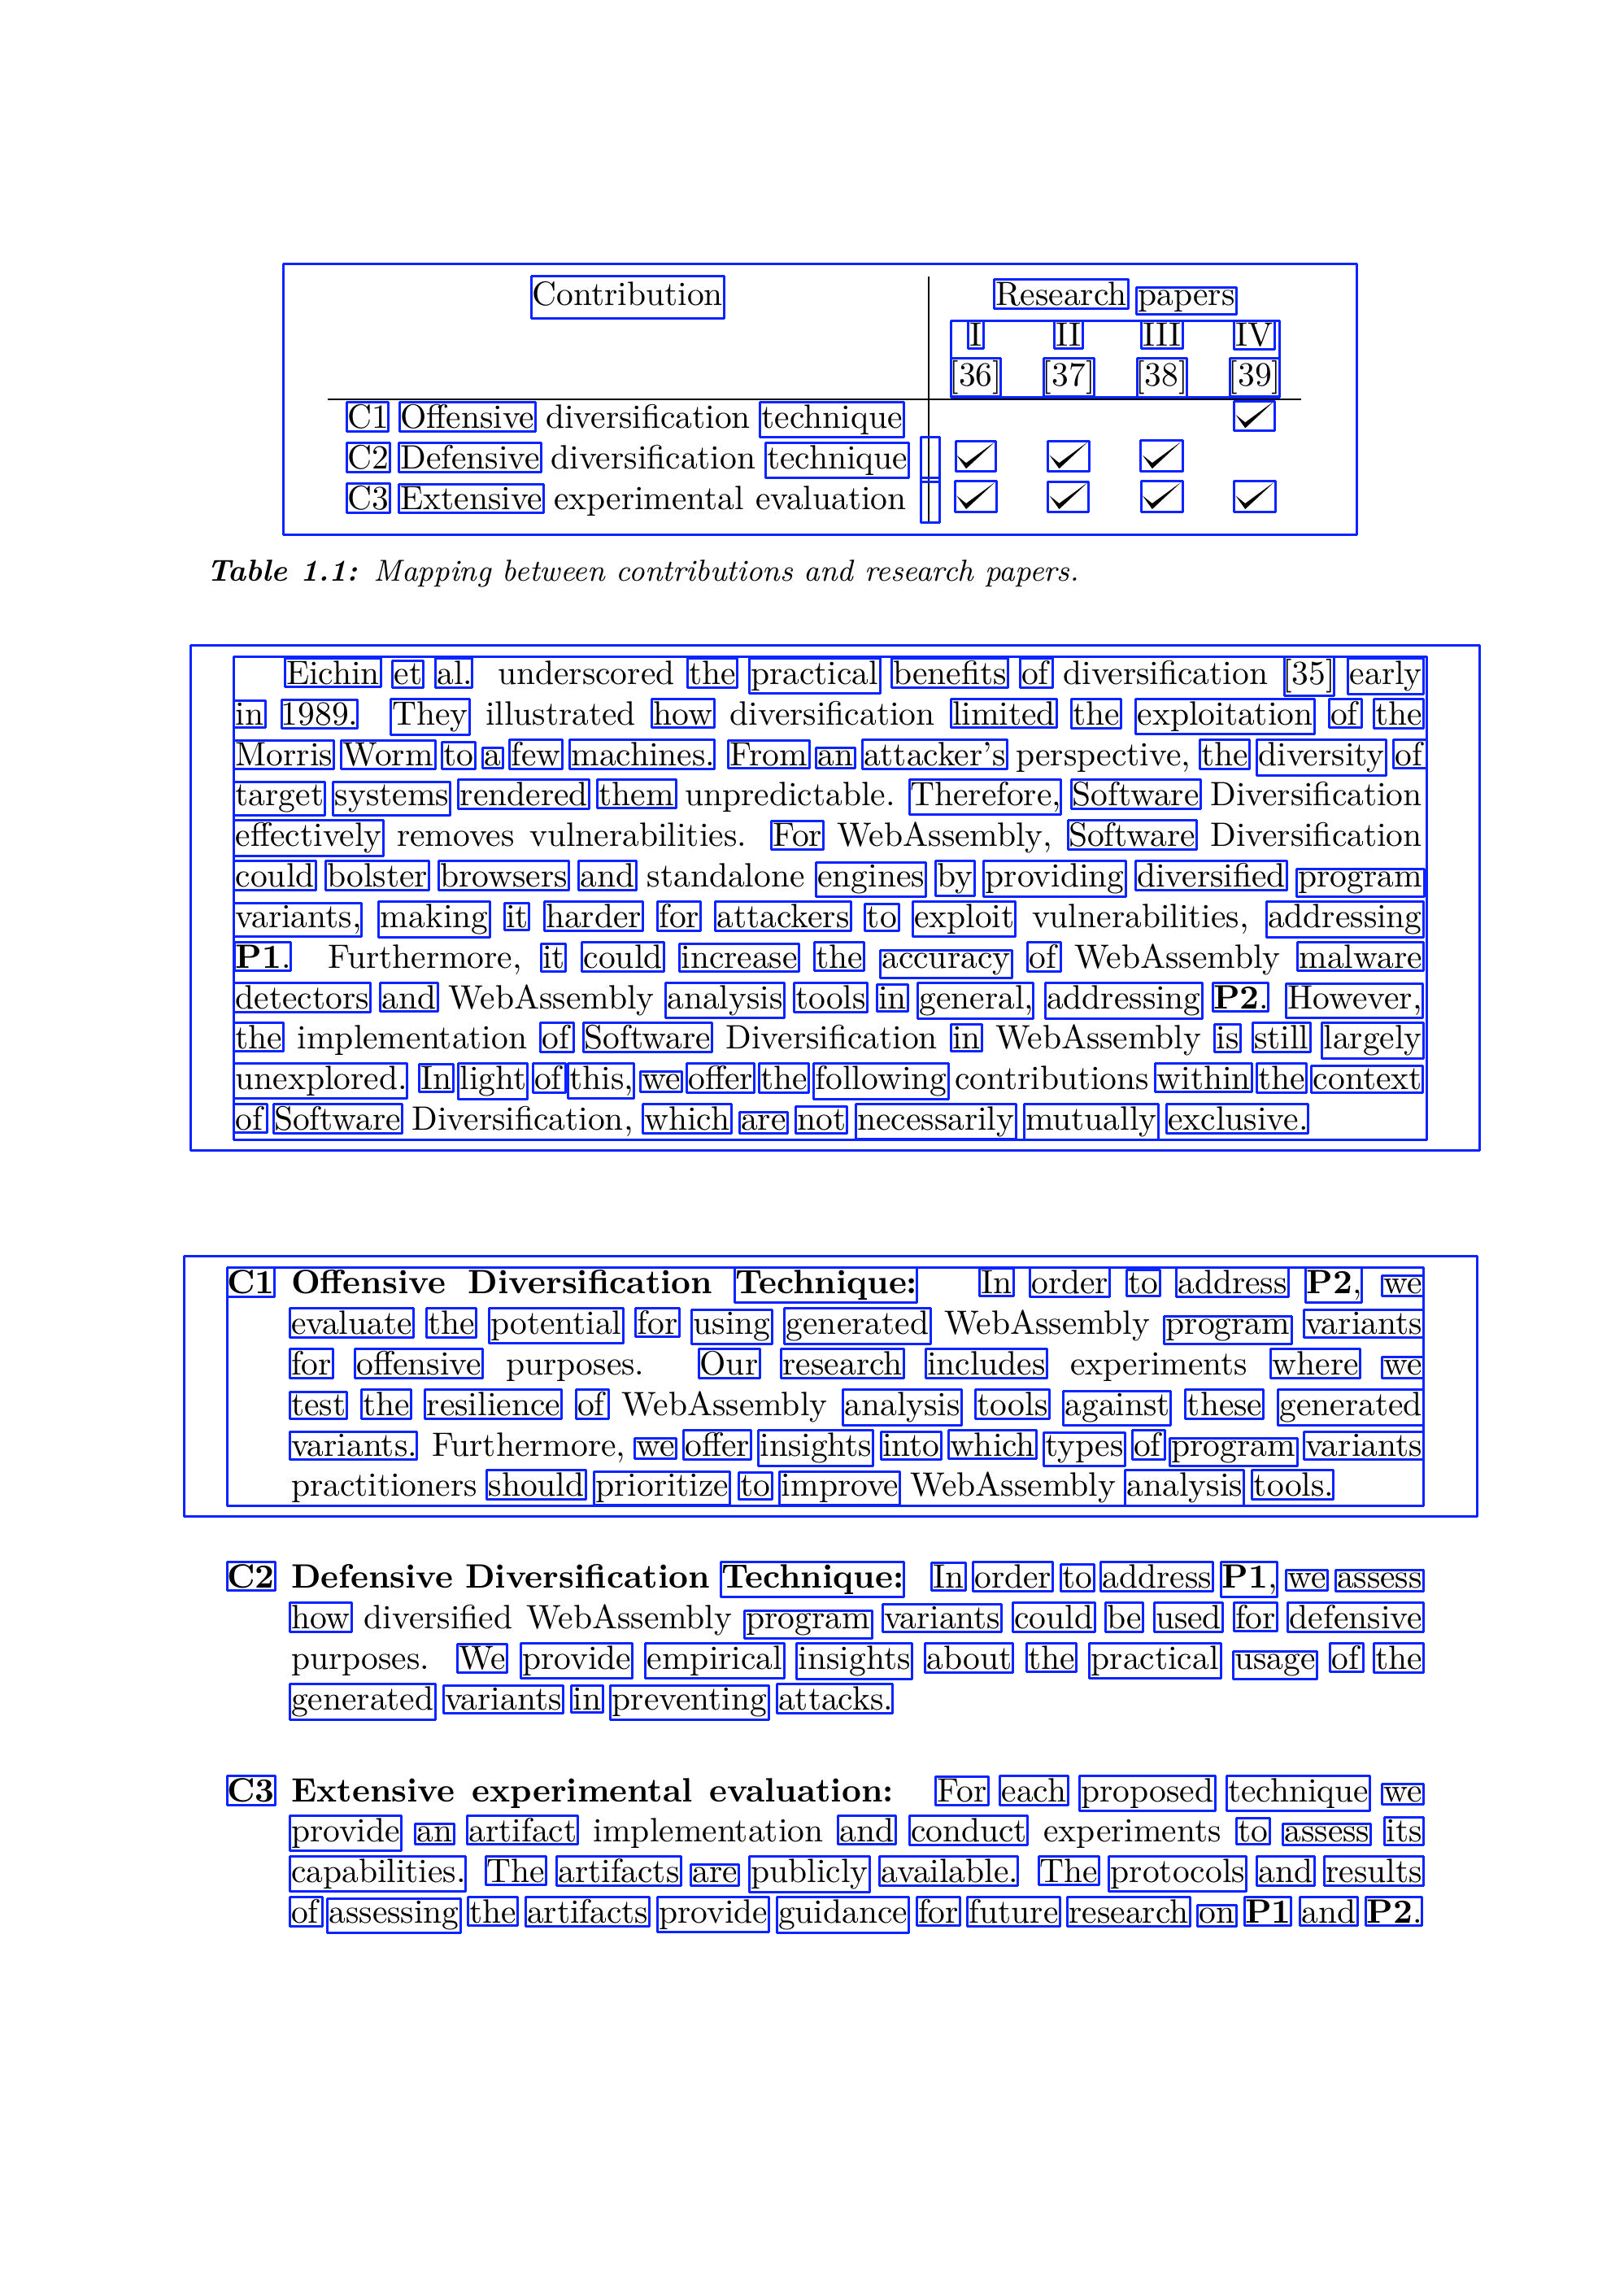 Contribution Research papers
I II III IV
[36] [37] [38] [39]
C1 Offensive diversification technique ✓
C2 Defensive diversification technique ✓ ✓ ✓
C3 Extensive experimental evaluation ✓ ✓ ✓ ✓
Table 1.1: Mapping between contributions and research papers.
Eichin et al. underscored the practical benefits of diversification [35] early
in 1989. They illustrated how diversification limited the exploitation of the
Morris Worm to a few machines. From an attacker's perspective, the diversity of
target systems rendered them unpredictable. Therefore, Software Diversification
effectively removes vulnerabilities. For WebAssembly, Software Diversification
could bolster browsers and standalone engines by providing diversified program
variants, making it harder for attackers to exploit vulnerabilities, addressing
P1. Furthermore, it could increase the accuracy of WebAssembly malware
detectors and WebAssembly analysis tools in general, addressing P2. However,
the implementation of Software Diversification in WebAssembly is still largely
unexplored. In light of this, we offer the following contributions within the context
of Software Diversification, which are not necessarily mutually exclusive.
C1 Offensive Diversification Technique: In order to address P2, we
evaluate the potential for using generated WebAssembly program variants
for offensive purposes. Our research includes experiments where we
test the resilience of WebAssembly analysis tools against these generated
variants. Furthermore, we offer insights into which types of program variants
practitioners should prioritize to improve WebAssembly analysis tools.
C2 Defensive Diversification Technique: In order to address P1, we assess
how diversified WebAssembly program variants could be used for defensive
purposes. We provide empirical insights about the practical usage of the
generated variants in preventing attacks.
C3 Extensive experimental evaluation: For each proposed technique we
provide an artifact implementation and conduct experiments to assess its
capabilities. The artifacts are publicly available. The protocols and results
of assessing the artifacts provide guidance for future research on P1 and P2.